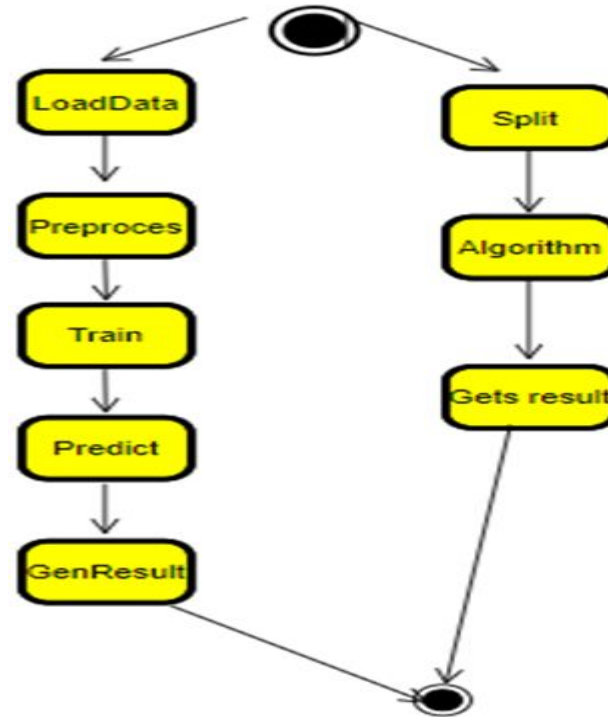 LoadData
Preproces
Train
Predict
GenResult
Split
Algorithm
Gets result